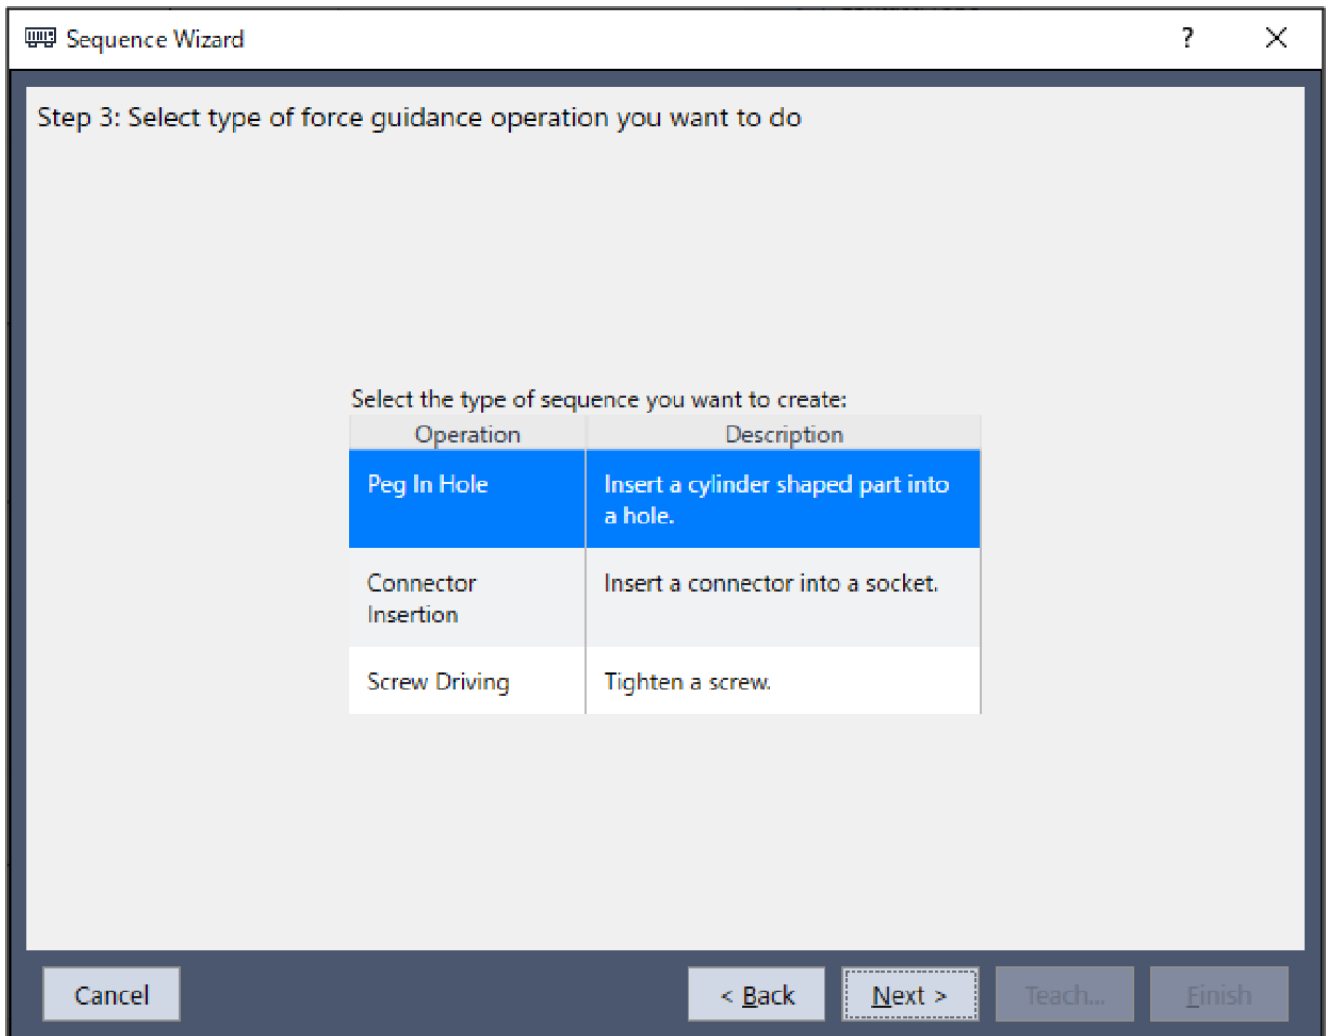 Sequence Wizard
?
Step 3: Select type of force guidance operation you want to do
Select the type of sequence you want to create:
Operation Description
Peg In Hole Insert a cylinder shaped part into
a hole.
Connector Insert a connector into a socket.
Insertion
Screw Driving Tighten a screw.
Cancel < Back Next > Teach... Finish